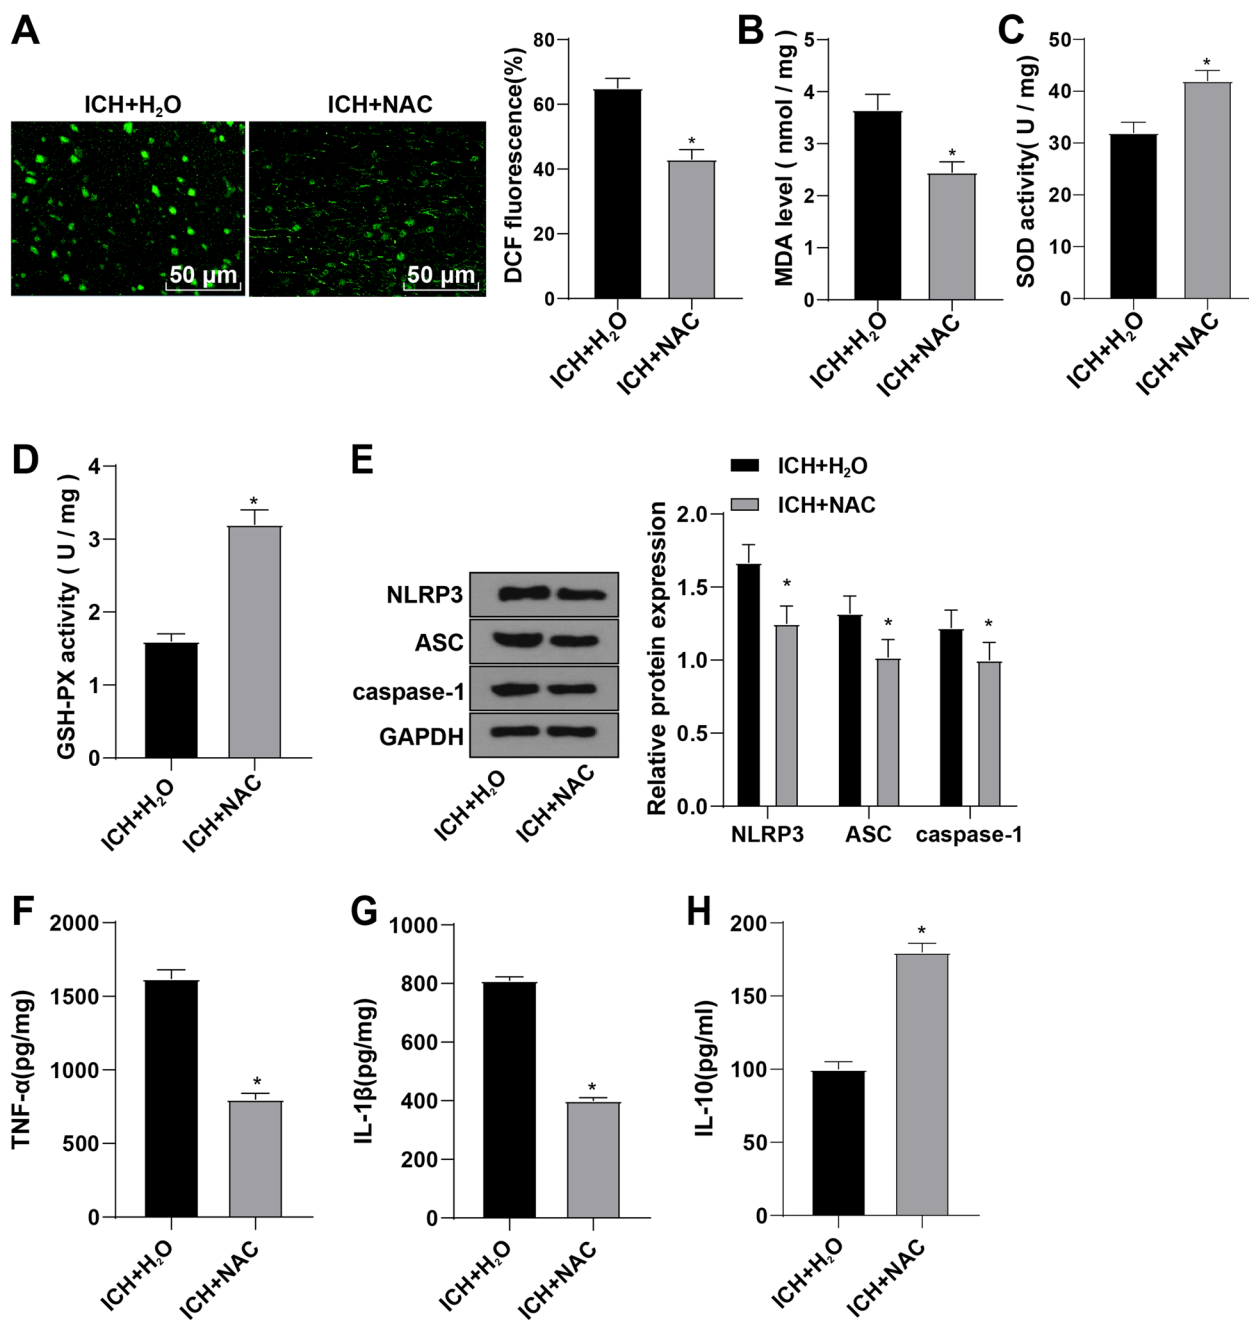 A
ICH+H₂O
ICH+NAC
50 μm
50 μm
DCF fluorescence(%)
80
60
40
20
0
*
ICH+H₂O
ICH+NAC
B
MDA level ( nmol / mg )
5
4
3
2
1
0
*
ICH+H₂O
ICH+NAC
C
SOD activity( U / mg)
50
40
30
20
10
0
*
ICH+H₂O
ICH+NAC
D
GSH-PX activity ( U / mg )
4
3
2
1
0
*
ICH+H₂O
ICH+NAC
E
NLRP3
ASC
caspase-1
GAPDH
ICH+H₂O
ICH+NAC
ICH+H₂O
ICH+NAC
Relative protein expression
2.0
1.5
1.0
0.5
0.0
*
*
*
NLRP3 ASC caspase-1
F
TNF-α(pg/mg)
2000
1500
1000
500
0
*
ICH+H₂O
ICH+NAC
G
IL-1β(pg/mg)
1000
800
600
400
200
0
*
ICH+H₂O
ICH+NAC
H
IL-10(pg/ml)
200
150
100
50
0
*
ICH+H₂O
ICH+NAC